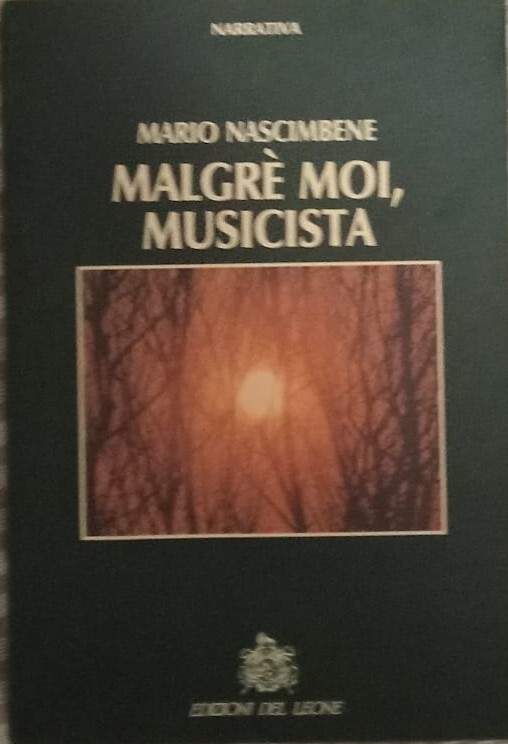 NARRATIVA
MARIO NASCIMBENE
MALGRÈ MOI,
MUSICISTA
EDIZIONI DEL LEONE